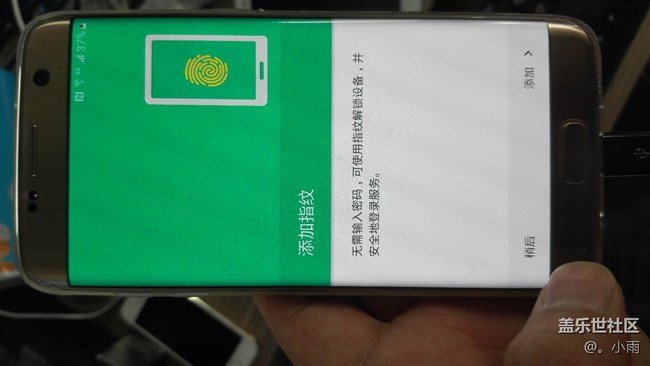 37%
添加指纹
无需输入密码，可使用指纹解锁设备，并
安全地登录服务。
稍后
添加 >
盖乐世社区
@。小雨